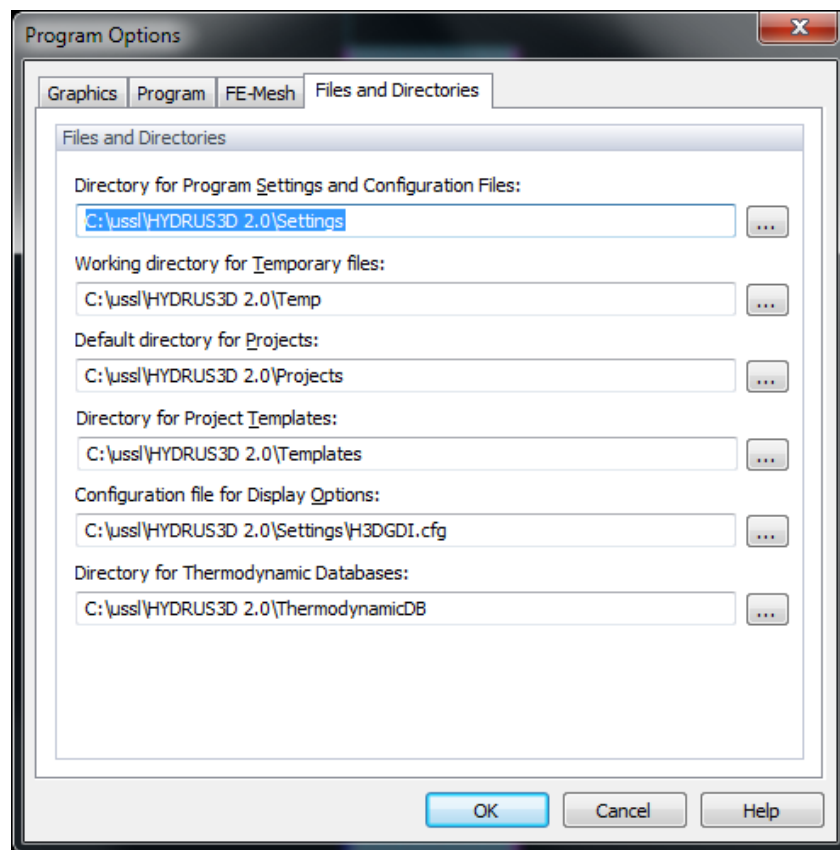 Program Options
Graphics Program FE-Mesh Files and Directories
Files and Directories
Directory for Program Settings and Configuration Files:
C:\ussl\HYDRUS3D 2.0\Settings
...
Working directory for Temporary files:
C:\ussl\HYDRUS3D 2.0\Temp
...
Default directory for Projects:
C:\ussl\HYDRUS3D 2.0\Projects
...
Directory for Project Templates:
C:\ussl\HYDRUS3D 2.0\Templates
...
Configuration file for Display Options:
C:\ussl\HYDRUS3D 2.0\Settings\H3DGDI.cfg
...
Directory for Thermodynamic Databases:
C:\ussl\HYDRUS3D 2.0\ThermodynamicDB
...
OK Cancel Help